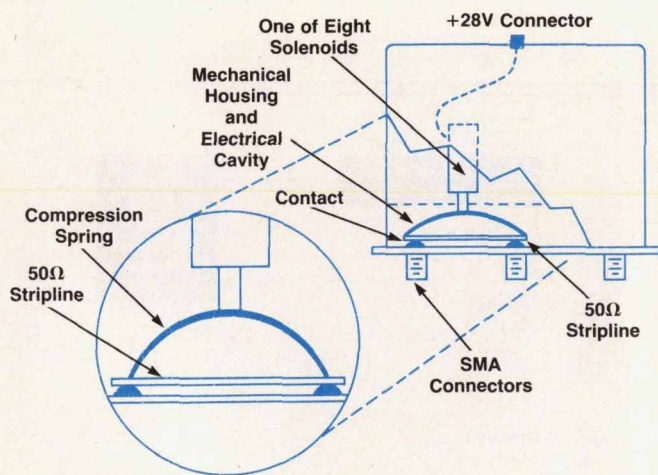 One of Eight
Solenoids
+28V Connector
Mechanical
Housing
and
Electrical
Cavity
Contact
Compression
Spring
50Ω
Stripline
50Ω
Stripline
SMA
Connectors